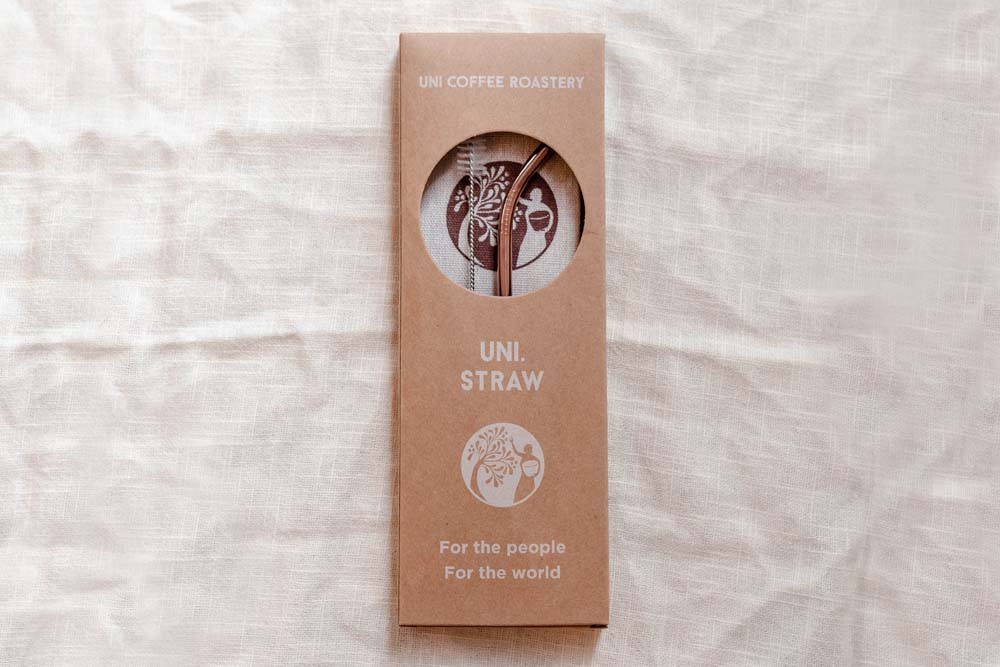 UNI COFFEE ROASTERY
UNI.
STRAW
For the people
For the world